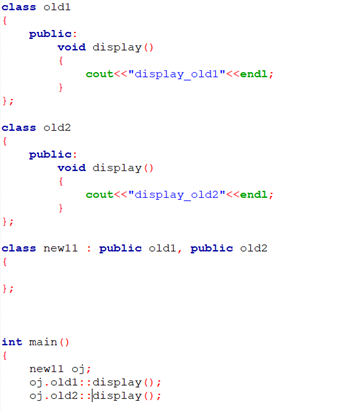 class old1
{
    public:
        void display()
        {
            cout<<"display_old1"<<endl;
        }
};
class old2
{
    public:
        void display()
        {
            cout<<"display_old2"<<endl;
        }
};
class new11 : public old1, public old2
{
};
int main()
{
    new11 oj;
    oj.old1::display();
    oj.old2::display();